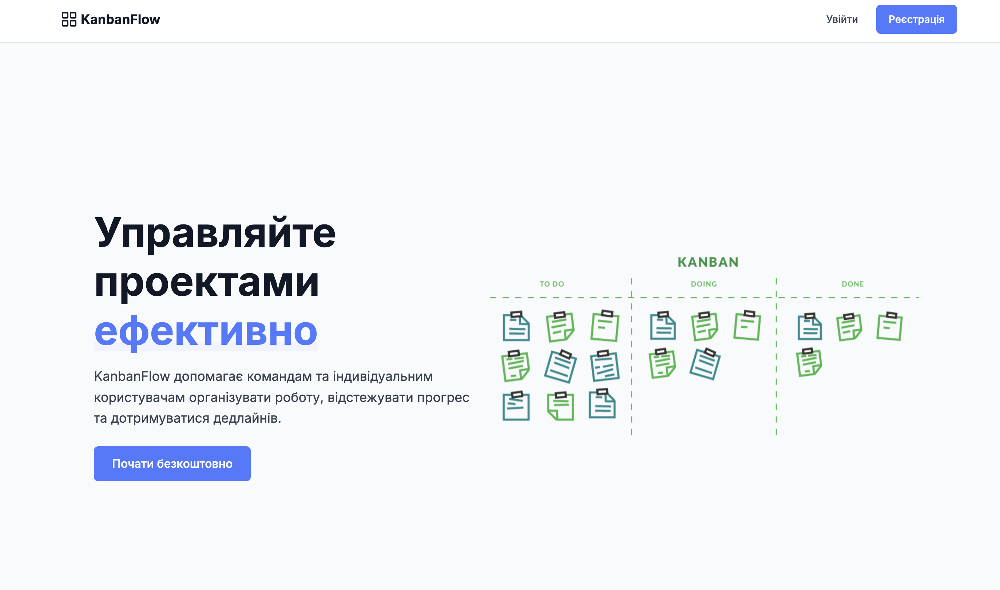 KanbanFlow
Увійти
Реєстрація
Управляйте
проектами
ефективно
KanbanFlow допомагає командам та індивідуальним
користувачам організувати роботу, відстежувати прогрес
та дотримуватися дедлайнів.
Почати безкоштовно
KANBAN
TO DO
DOING
DONE